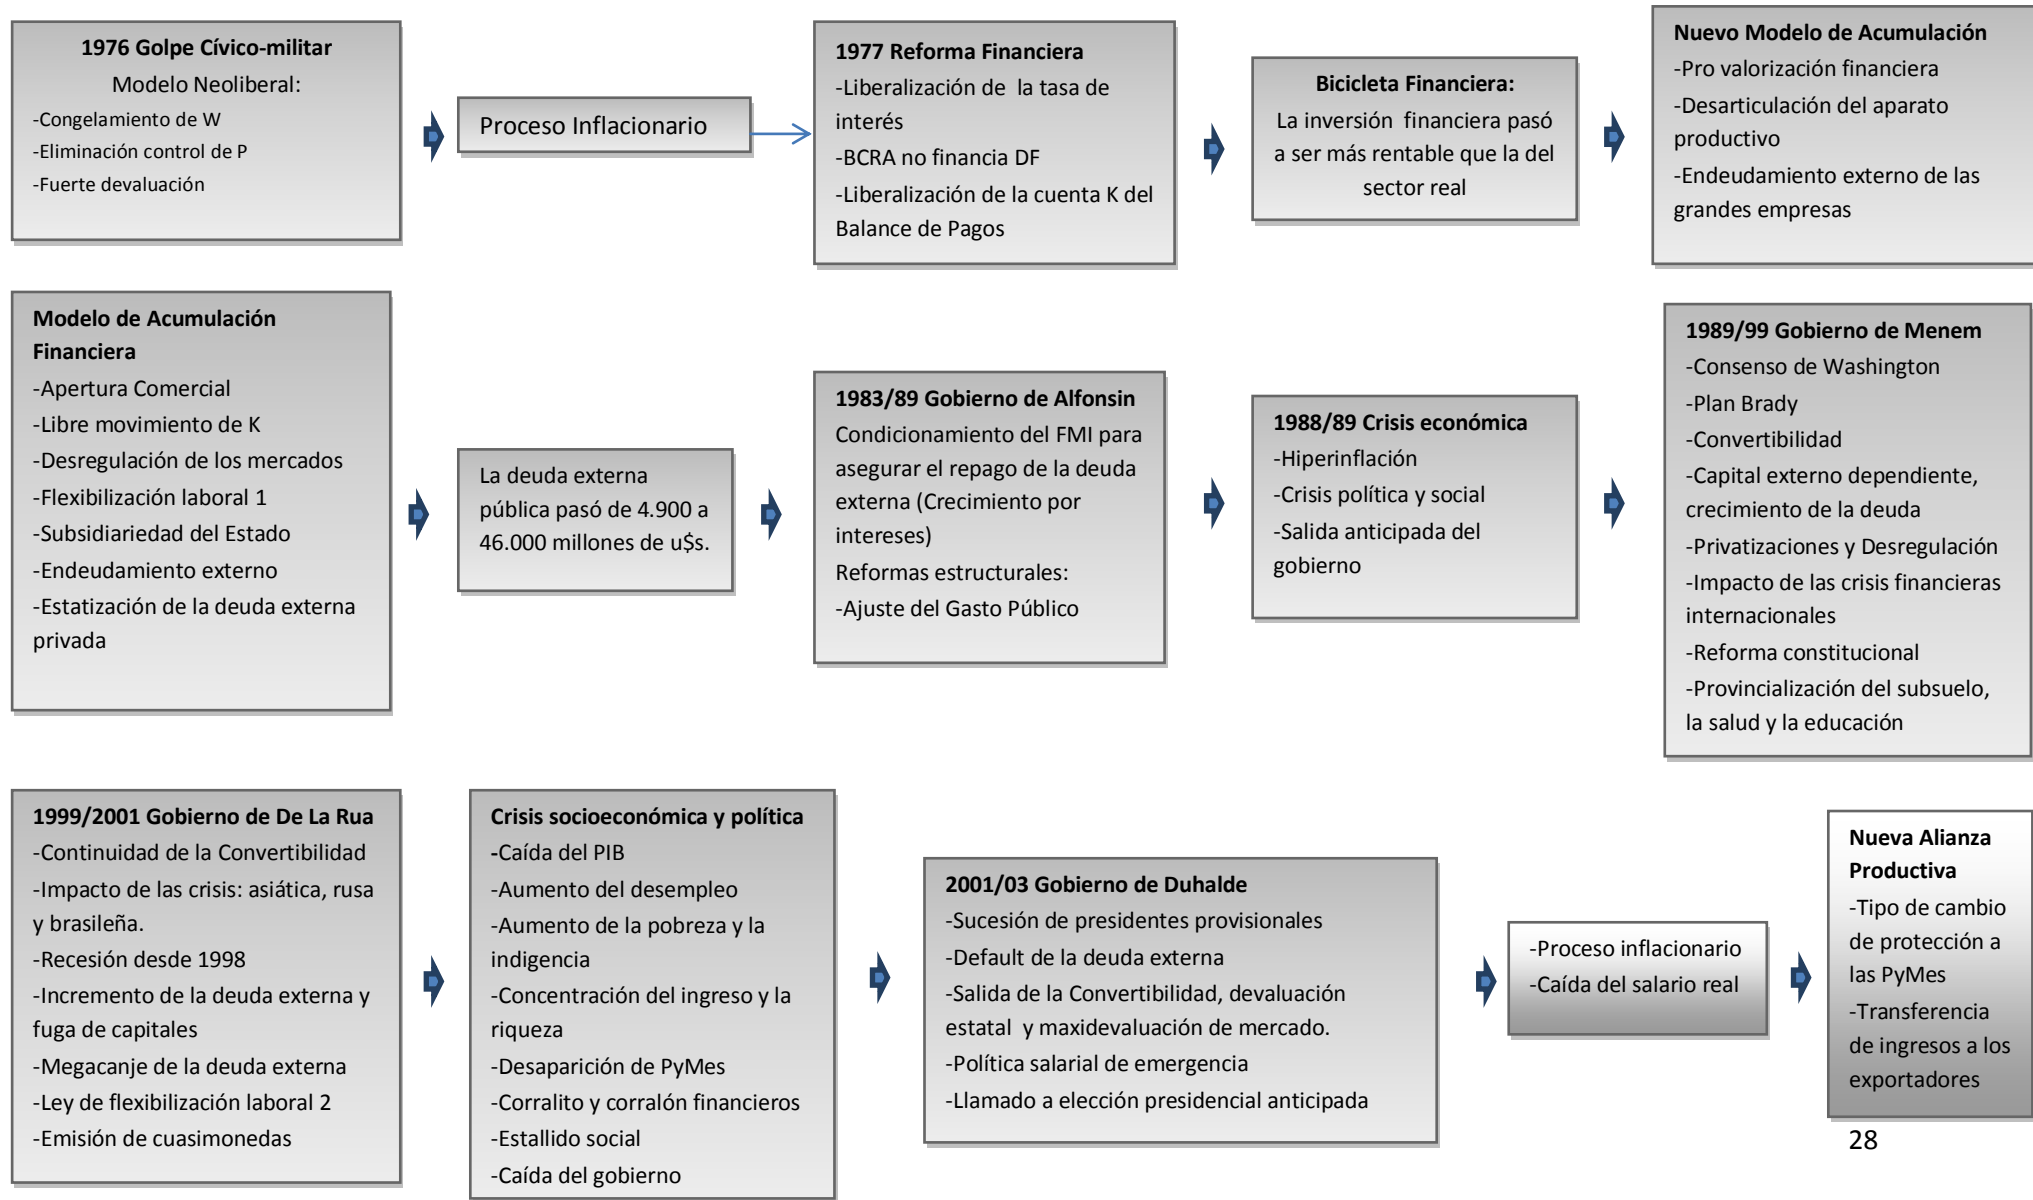 1976 Golpe Cívico-militar
Modelo Neoliberal:
-Congelamiento de W
-Eliminación control de P
-Fuerte devaluación
Proceso Inflacionario
1977 Reforma Financiera
-Liberalización de la tasa de
interés
-BCRA no financia DF
-Liberalización de la cuenta K del
Balance de Pagos
Bicicleta Financiera:
La inversión financiera pasó
a ser más rentable que la del
sector real
Nuevo Modelo de Acumulación
-Pro valorización financiera
-Desarticulación del aparato
productivo
-Endeudamiento externo de las
grandes empresas
Modelo de Acumulación
Financiera
-Apertura Comercial
-Libre movimiento de K
-Desregulación de los mercados
-Flexibilización laboral 1
-Subsidiariedad del Estado
-Endeudamiento externo
-Estatización de la deuda externa
privada
La deuda externa
pública pasó de 4.900 a
46.000 millones de u$s.
1983/89 Gobierno de Alfonsin
Condicionamiento del FMI para
asegurar el repago de la deuda
externa (Crecimiento por
intereses)
Reformas estructurales:
-Ajuste del Gasto Público
1988/89 Crisis económica
-Hiperinflación
-Crisis política y social
-Salida anticipada del
gobierno
1989/99 Gobierno de Menem
-Consenso de Washington
-Plan Brady
-Convertibilidad
-Capital externo dependiente,
crecimiento de la deuda
-Privatizaciones y Desregulación
-Impacto de las crisis financieras
internacionales
-Reforma constitucional
-Provincialización del subsuelo,
la salud y la educación
1999/2001 Gobierno de De La Rua
-Continuidad de la Convertibilidad
-Impacto de las crisis: asiática, rusa
y brasileña.
-Recesión desde 1998
-Incremento de la deuda externa y
fuga de capitales
-Megacanje de la deuda externa
-Ley de flexibilización laboral 2
-Emisión de cuasimonedas
Crisis socioeconómica y política
-Caída del PIB
-Aumento del desempleo
-Aumento de la pobreza y la
indigencia
-Concentración del ingreso y la
riqueza
-Desaparición de PyMes
-Corralito y corralón financieros
-Estallido social
-Caída del gobierno
2001/03 Gobierno de Duhalde
-Sucesión de presidentes provisionales
-Default de la deuda externa
-Salida de la Convertibilidad, devaluación
estatal y maxidevaluación de mercado.
-Política salarial de emergencia
-Llamado a elección presidencial anticipada
-Proceso inflacionario
-Caída del salario real
Nueva Alianza
Productiva
-Tipo de cambio
de protección a
las PyMes
-Transferencia
de ingresos a los
exportadores
28